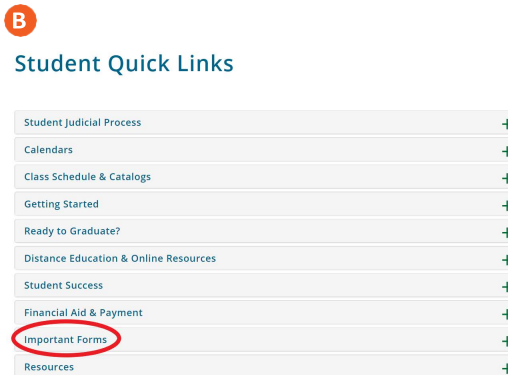 B
Student Quick Links
Student Judicial Process
Calendars
Class Schedule & Catalogs
Getting Started
Ready to Graduate?
Distance Education & Online Resources
Student Success
Financial Aid & Payment
Important Forms
Resources